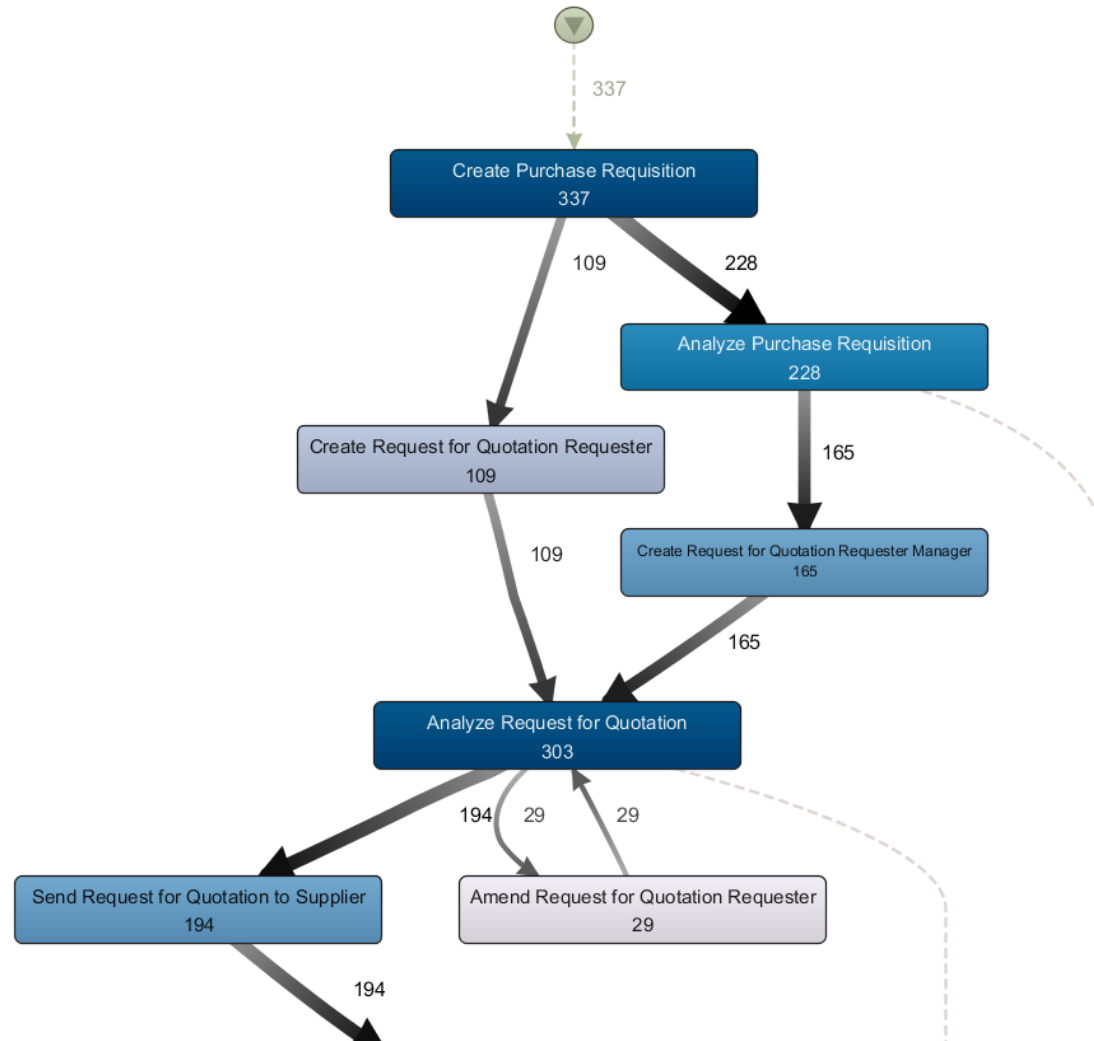 337
Create Purchase Requisition
337
109
228
Analyze Purchase Requisition
228
Create Request for Quotation Requester
109
165
109
Create Request for Quotation Requester Manager
165
165
Analyze Request for Quotation
303
194
29
29
Send Request for Quotation to Supplier
194
Amend Request for Quotation Requester
29
194